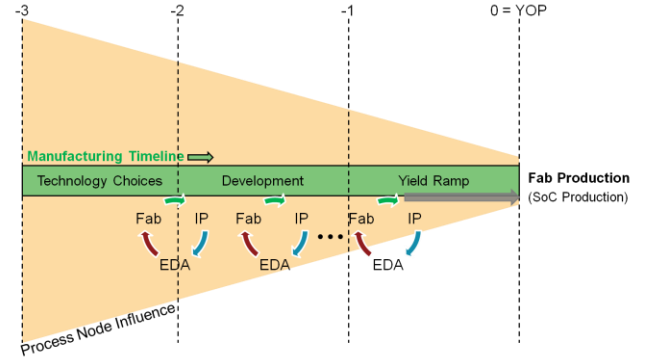 -3 -2 -1 0 = YOP
Manufacturing Timeline
Technology Choices Development Yield Ramp
Fab Production
(SoC Production)
Fab IP Fab IP Fab IP
•••
EDA EDA EDA
Process Node Influence